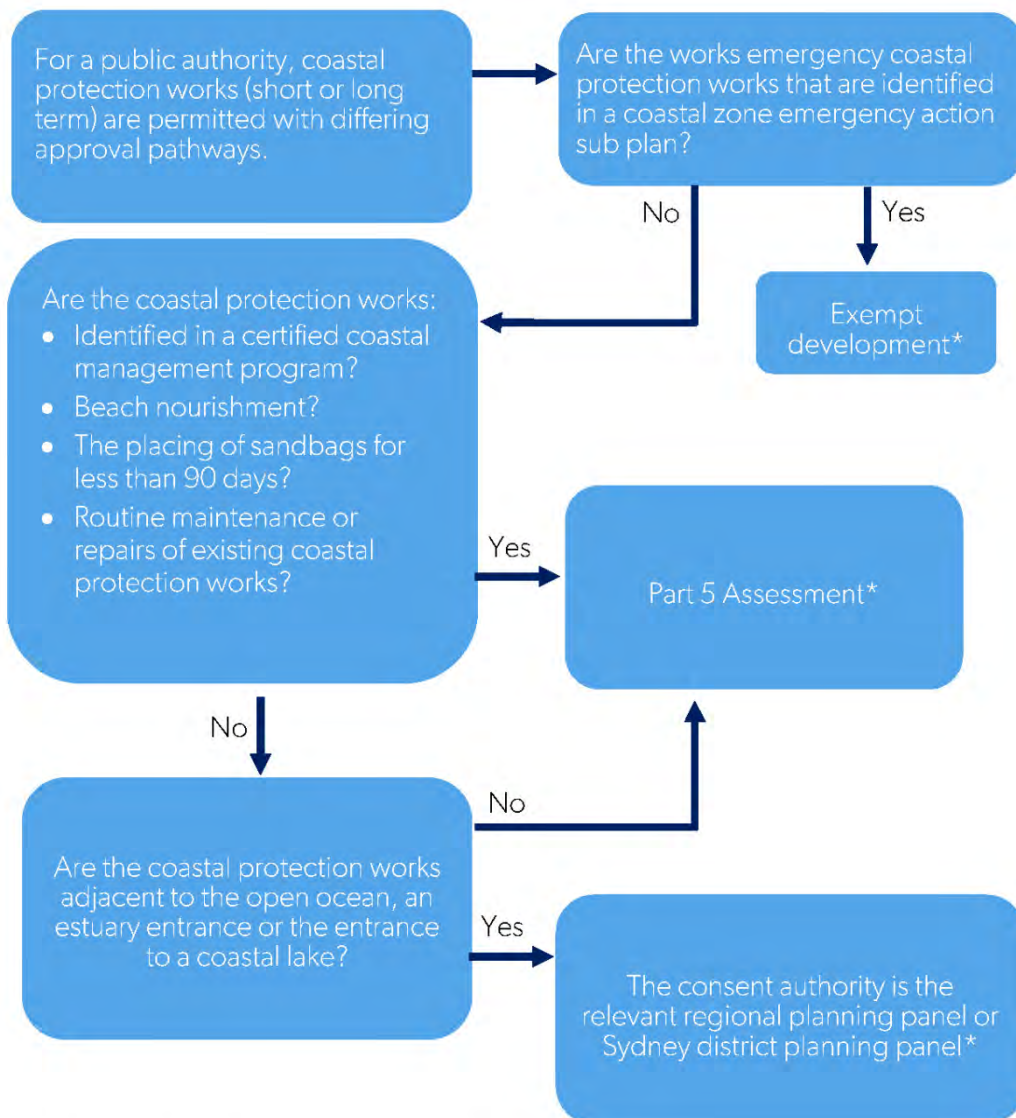 For a public authority, coastal
protection works (short or long
term) are permitted with differing
approval pathways.
Are the works emergency coastal
protection works that are identified
in a coastal zone emergency action
sub plan?
No
Yes
Exempt
development*
Are the coastal protection works:
• Identified in a certified coastal
management program?
• Beach nourishment?
• The placing of sandbags for
less than 90 days?
• Routine maintenance or
repairs of existing coastal
protection works?
Yes
Part 5 Assessment*
No
No
Are the coastal protection works
adjacent to the open ocean, an
estuary entrance or the entrance
to a coastal lake?
Yes
The consent authority is the
relevant regional planning panel or
Sydney district planning panel*